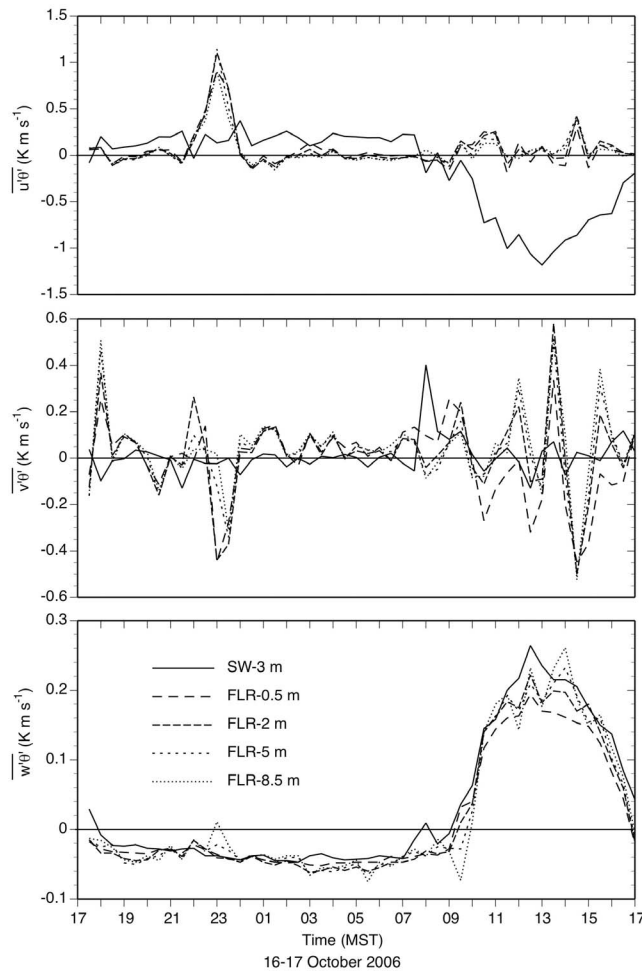 1.5
1
0.5
0
-0.5
-1
-1.5
u'θ' (K m s⁻¹)
0.6
0.4
0.2
0
-0.2
-0.4
-0.6
v'θ' (K m s⁻¹)
0.3
0.2
0.1
0
-0.1
w'θ' (K m s⁻¹)
SW-3 m
FLR-0.5 m
FLR-2 m
FLR-5 m
FLR-8.5 m
17 19 21 23 01 03 05 07 09 11 13 15 17
Time (MST)
16-17 October 2006